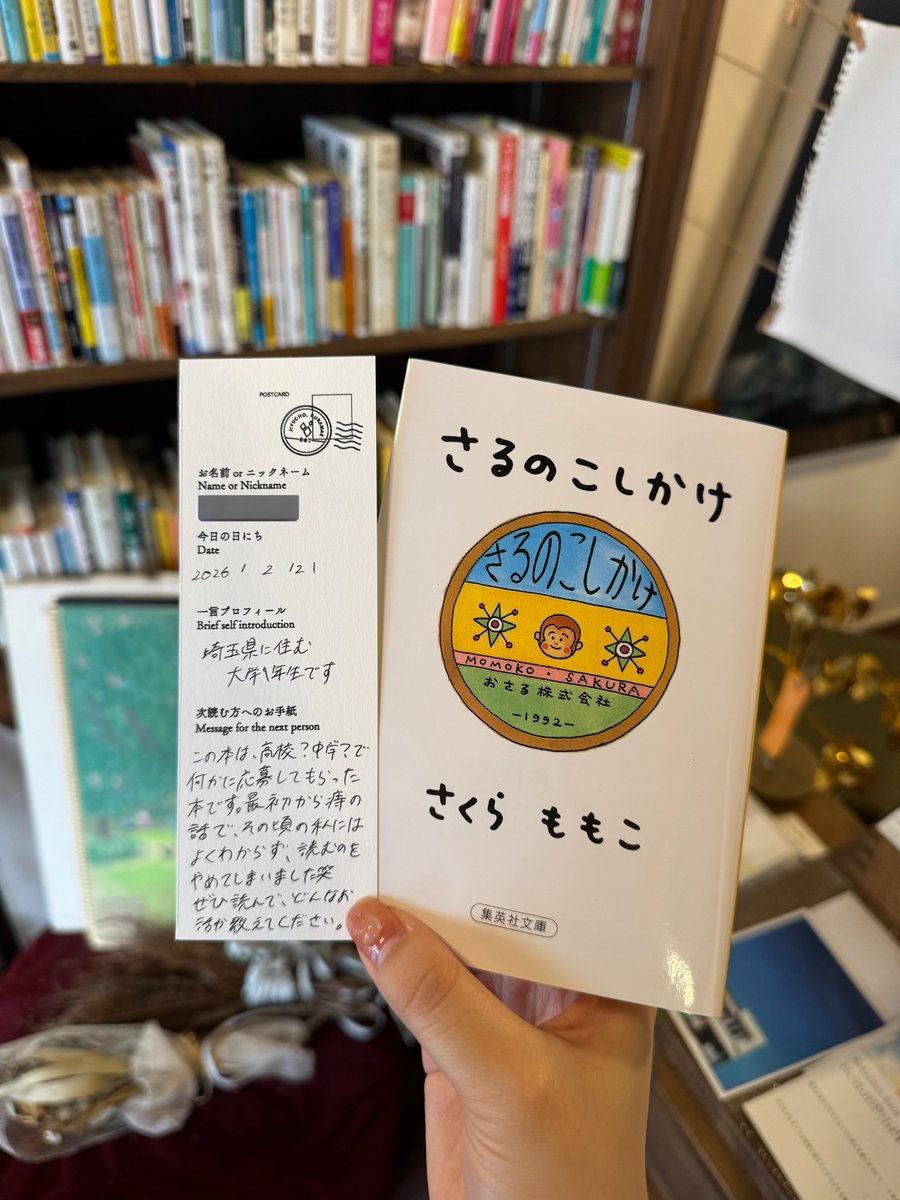 POSTCARD
お名前 or ニックネーム
Name or Nickname
今日の日にち
Date
2026 1 2 121
一言プロフィール
Brief self introduction
埼玉県に住む
大学1年生です
次読む方へのお手紙
Message for the next person
この本は、高校?中学?で
何かに応募してもらった
本です。最初から痔の
話で、その頃の私には
よくわからず、読むのを
やめてしまいました笑
ぜひ読んで、どんなお
話か教えてください。
さるのこしかけ
さるのこしかけ
MOMOKO・SAKURA
おさる株式会社
—1992—
さくら ももこ
集英社文庫